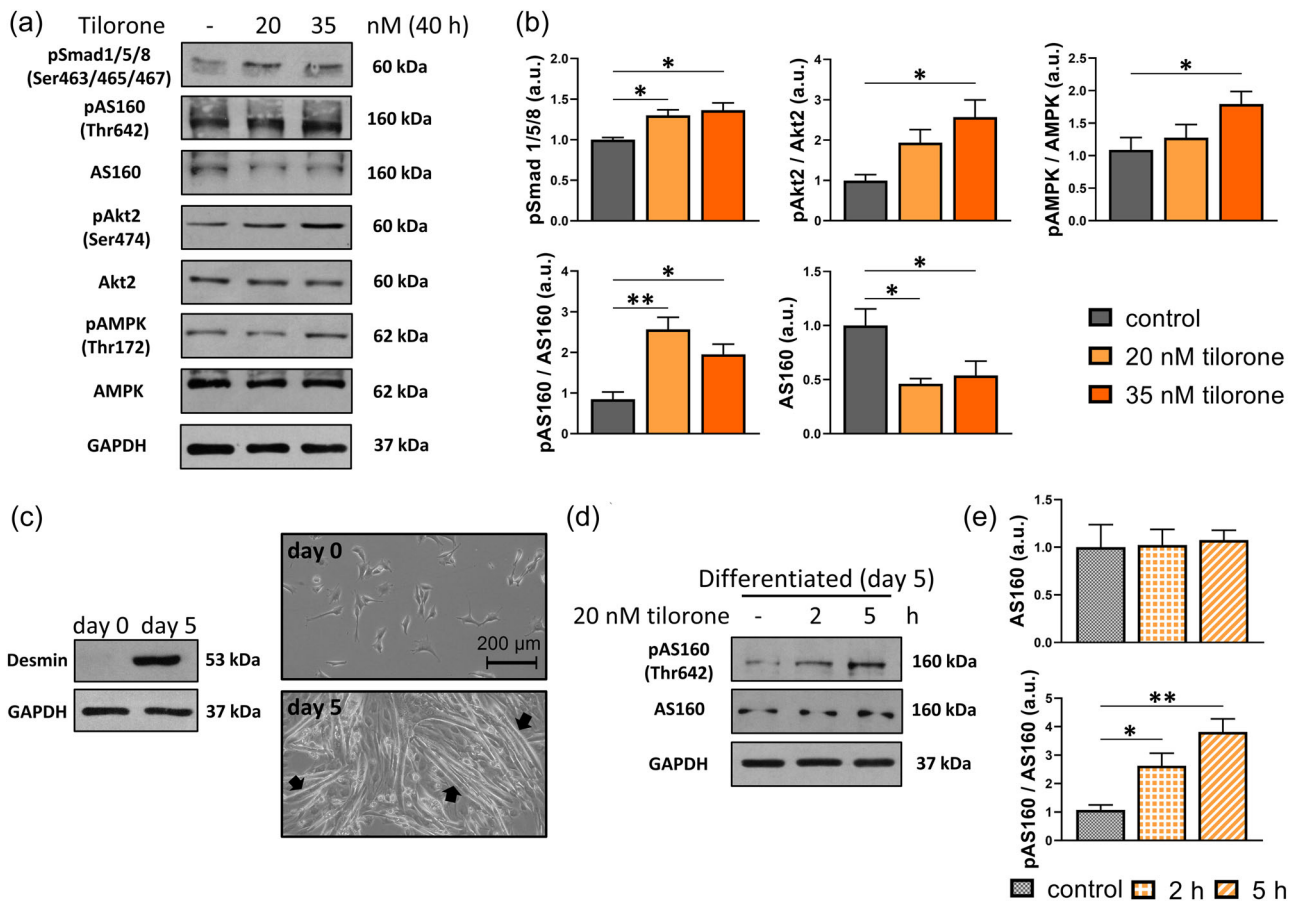 (a)
Tilorone - 20 35 nM (40 h)
pSmad1/5/8
(Ser463/465/467)
60 kDa
pAS160
(Thr642)
160 kDa
AS160
160 kDa
pAkt2
(Ser474)
60 kDa
Akt2
60 kDa
pAMPK
(Thr172)
62 kDa
AMPK
62 kDa
GAPDH
37 kDa
(b)
pSmad 1/5/8 (a.u.)
2.0
1.5
1.0
0.5
0.0
*
*
pAkt2 / Akt2 (a.u.)
4
3
2
1
0
*
pAMPK / AMPK (a.u.)
2.5
2.0
1.5
1.0
0.5
0.0
*
pAS160 / AS160 (a.u.)
4
3
2
1
0
*
**
AS160 (a.u.)
1.5
1.0
0.5
0.0
*
*
control
20 nM tilorone
35 nM tilorone
(c)
day 0 day 5
Desmin
53 kDa
GAPDH
37 kDa
day 0
200 µm
day 5
(d)
Differentiated (day 5)
20 nM tilorone - 2 5 h
pAS160
(Thr642)
160 kDa
AS160
160 kDa
GAPDH
37 kDa
(e)
AS160 (a.u.)
1.5
1.0
0.5
0.0
pAS160 / AS160 (a.u.)
5
4
3
2
1
0
**
*
control 2 h 5 h